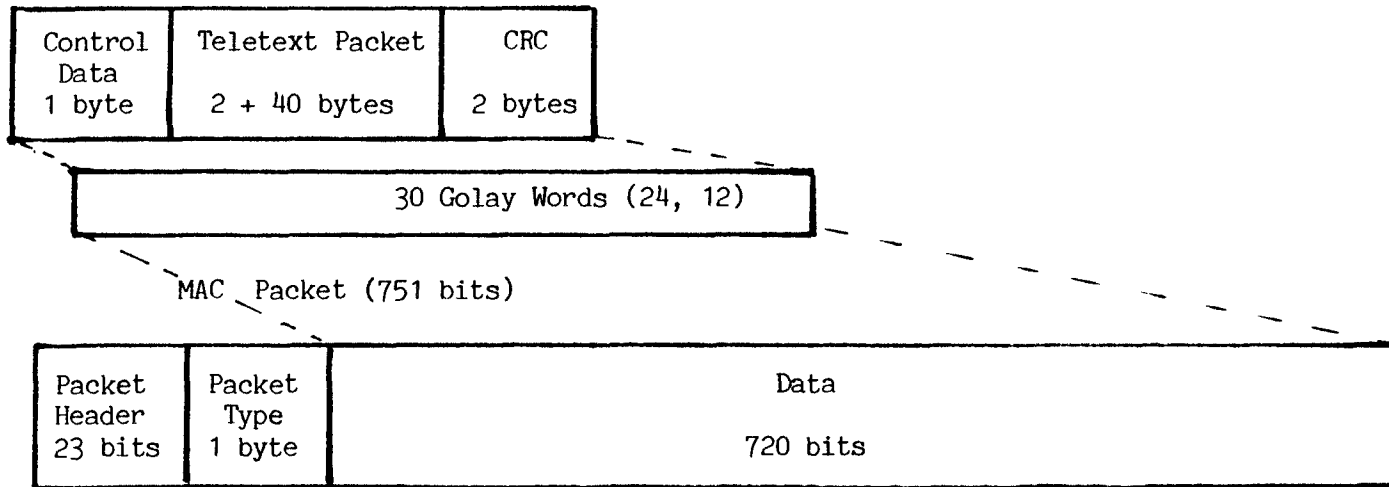 Control Data 1 byte
Teletext Packet 2 + 40 bytes
CRC 2 bytes
30 Golay Words (24, 12)
MAC Packet (751 bits)
Packet Header 23 bits
Packet Type 1 byte
Data 720 bits